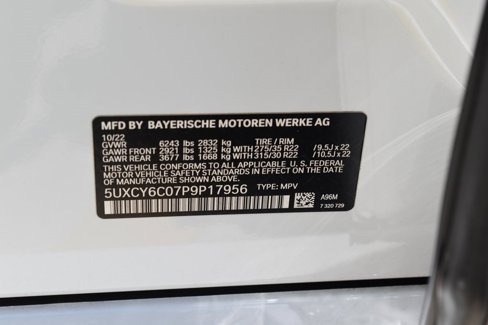 MFD BY BAYERISCHE MOTOREN WERKE AG
10/22
GVWR 6243 lbs 2832 kg TIRE / RIM
GAWR FRONT 2921 lbs 1325 kg 275/35 R22 /9.5J x 22
GAWR REAR 3677 lbs 1668 kg 315/30 R22 /10.5J x 22
THIS VEHICLE CONFORMS TO ALL APPLICABLE U. S. FEDERAL
MOTOR VEHICLE SAFETY STANDARDS IN EFFECT ON THE DATE
OF MANUFACTURE SHOWN ABOVE.
5UXCY6C07P9P17956 TYPE: MPV
A96M
7 320 729